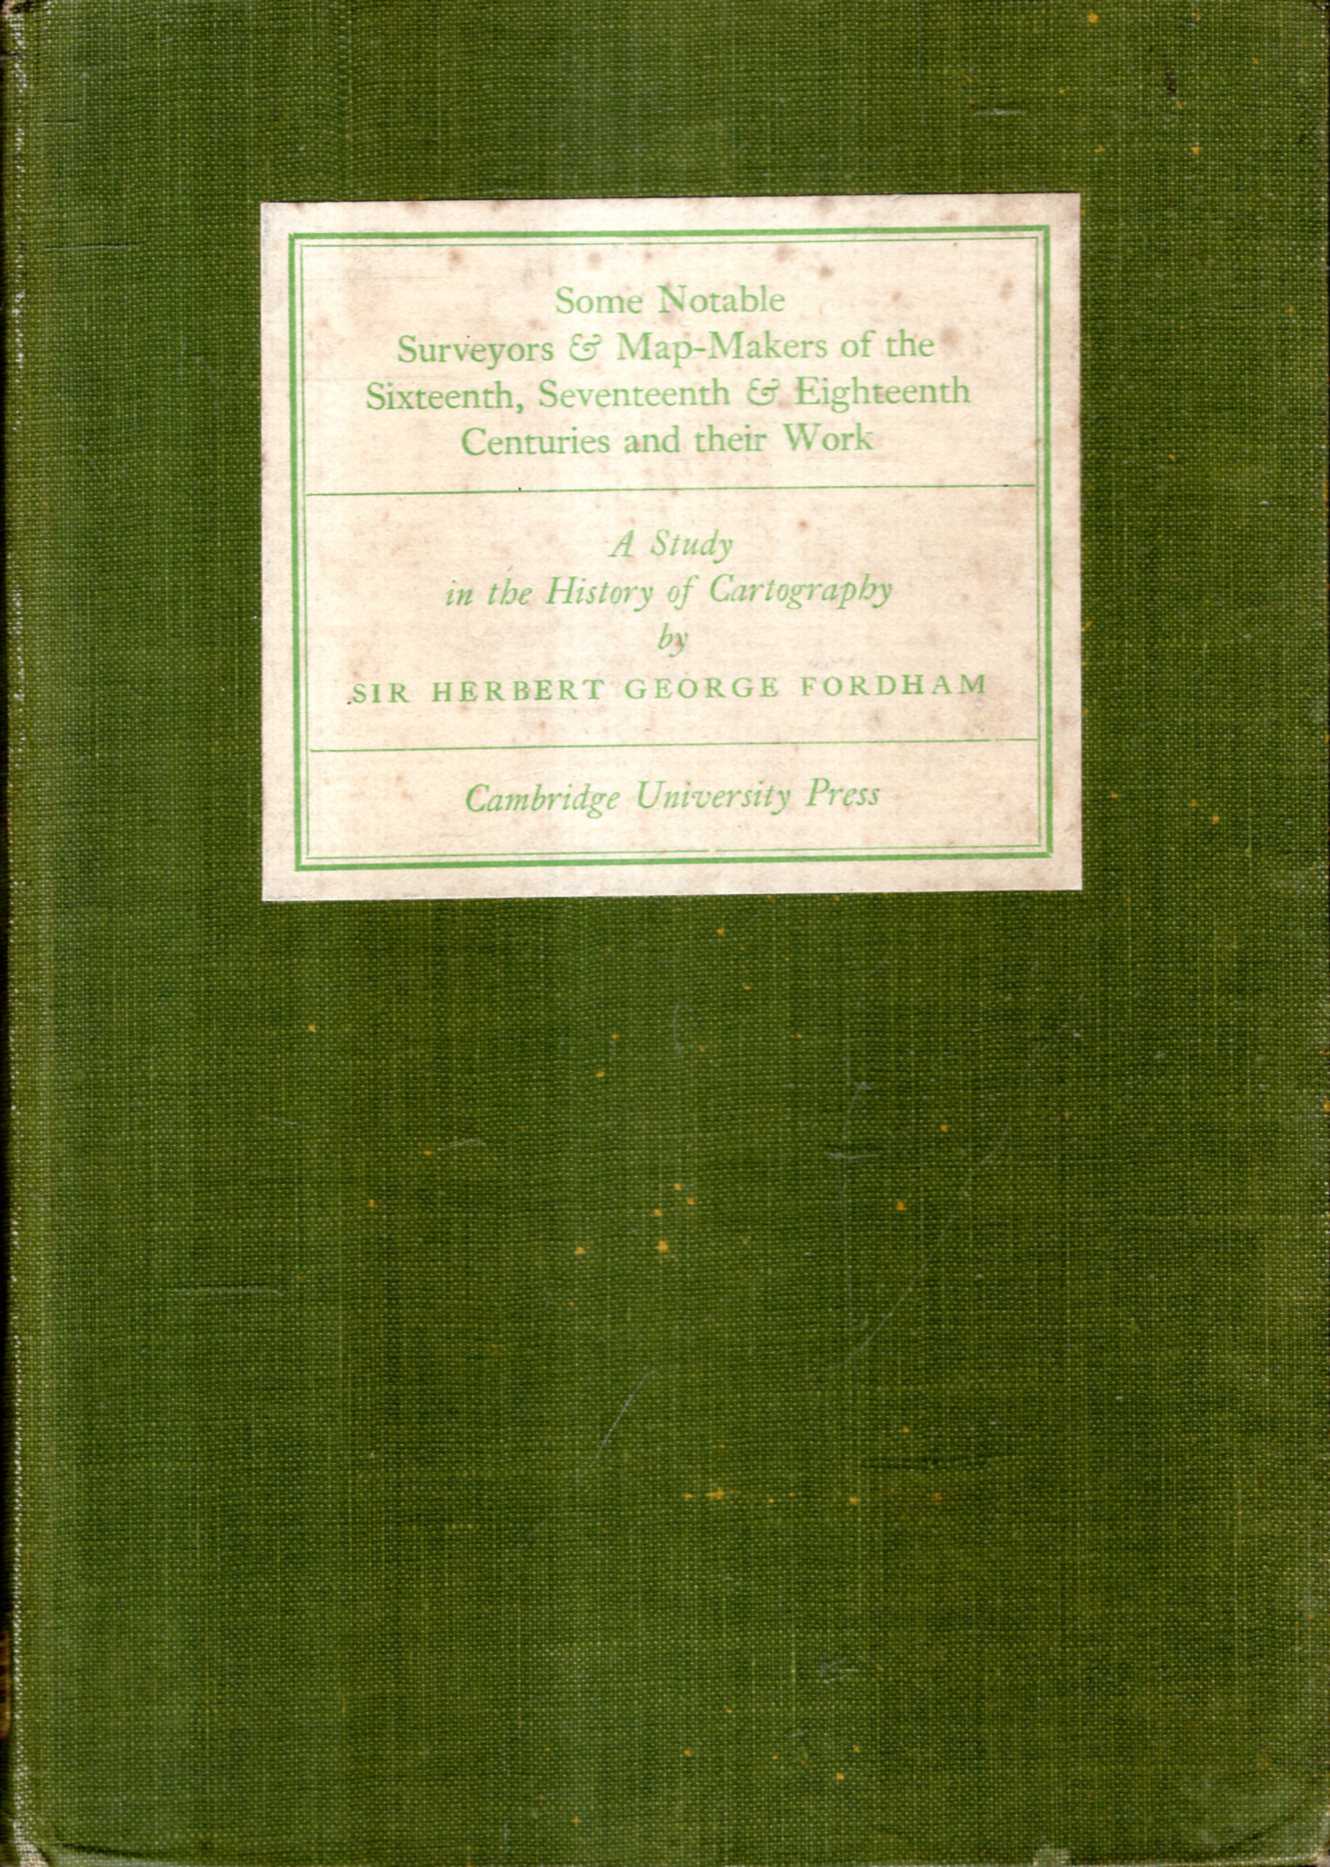 Some Notable
Surveyors & Map-Makers of the
Sixteenth, Seventeenth & Eighteenth
Centuries and their Work
A Study
in the History of Cartography
by
SIR HERBERT GEORGE FORDHAM
Cambridge University Press